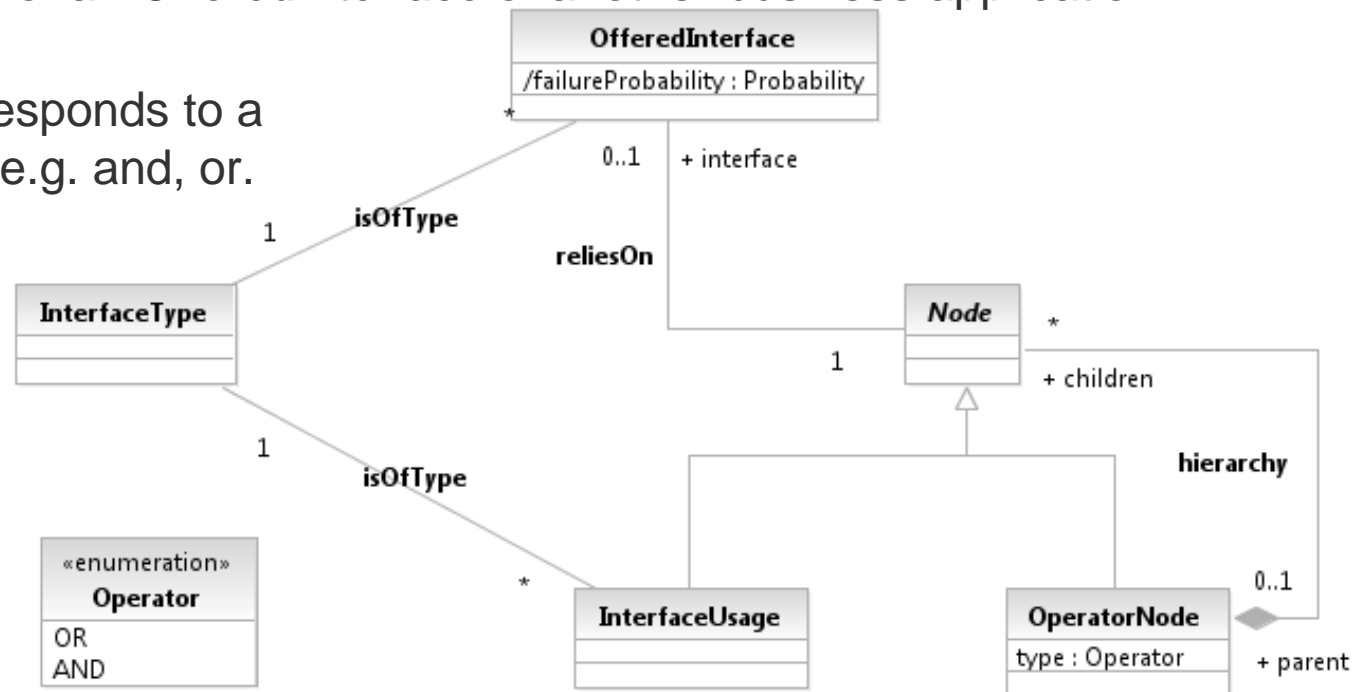 OfferedInterface
/failureProbability : Probability
esponds to a
e.g. and, or.
*
0..1
+ interface
isOfType
1
reliesOn
InterfaceType
Node
*
1
+ children
1
hierarchy
isOfType
«enumeration»
Operator
OR
AND
*
InterfaceUsage
0..1
OperatorNode
type : Operator
+ parent